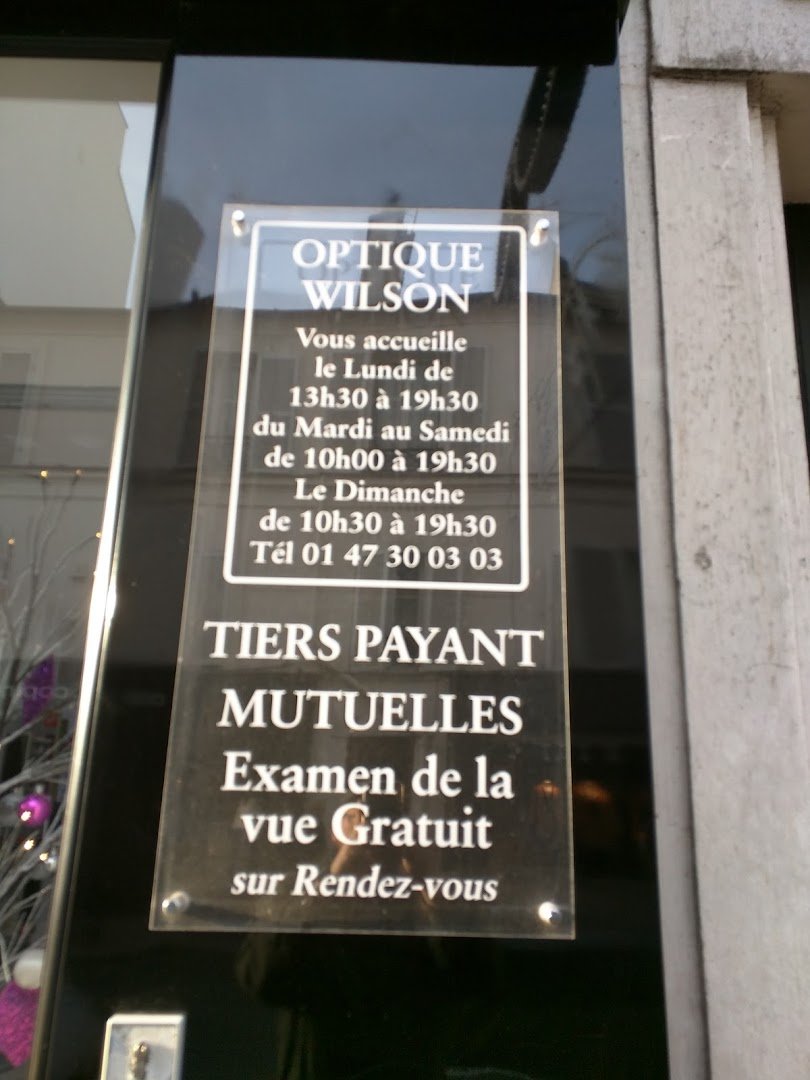 OPTIQUE
WILSON
Vous accueille
le Lundi de
13h30 à 19h30
du Mardi au Samedi
de 10h00 à 19h30
Le Dimanche
de 10h30 à 19h30
Tél 01 47 30 03 03
TIERS PAYANT
MUTUELLES
Examen de la
vue Gratuit
sur Rendez-vous